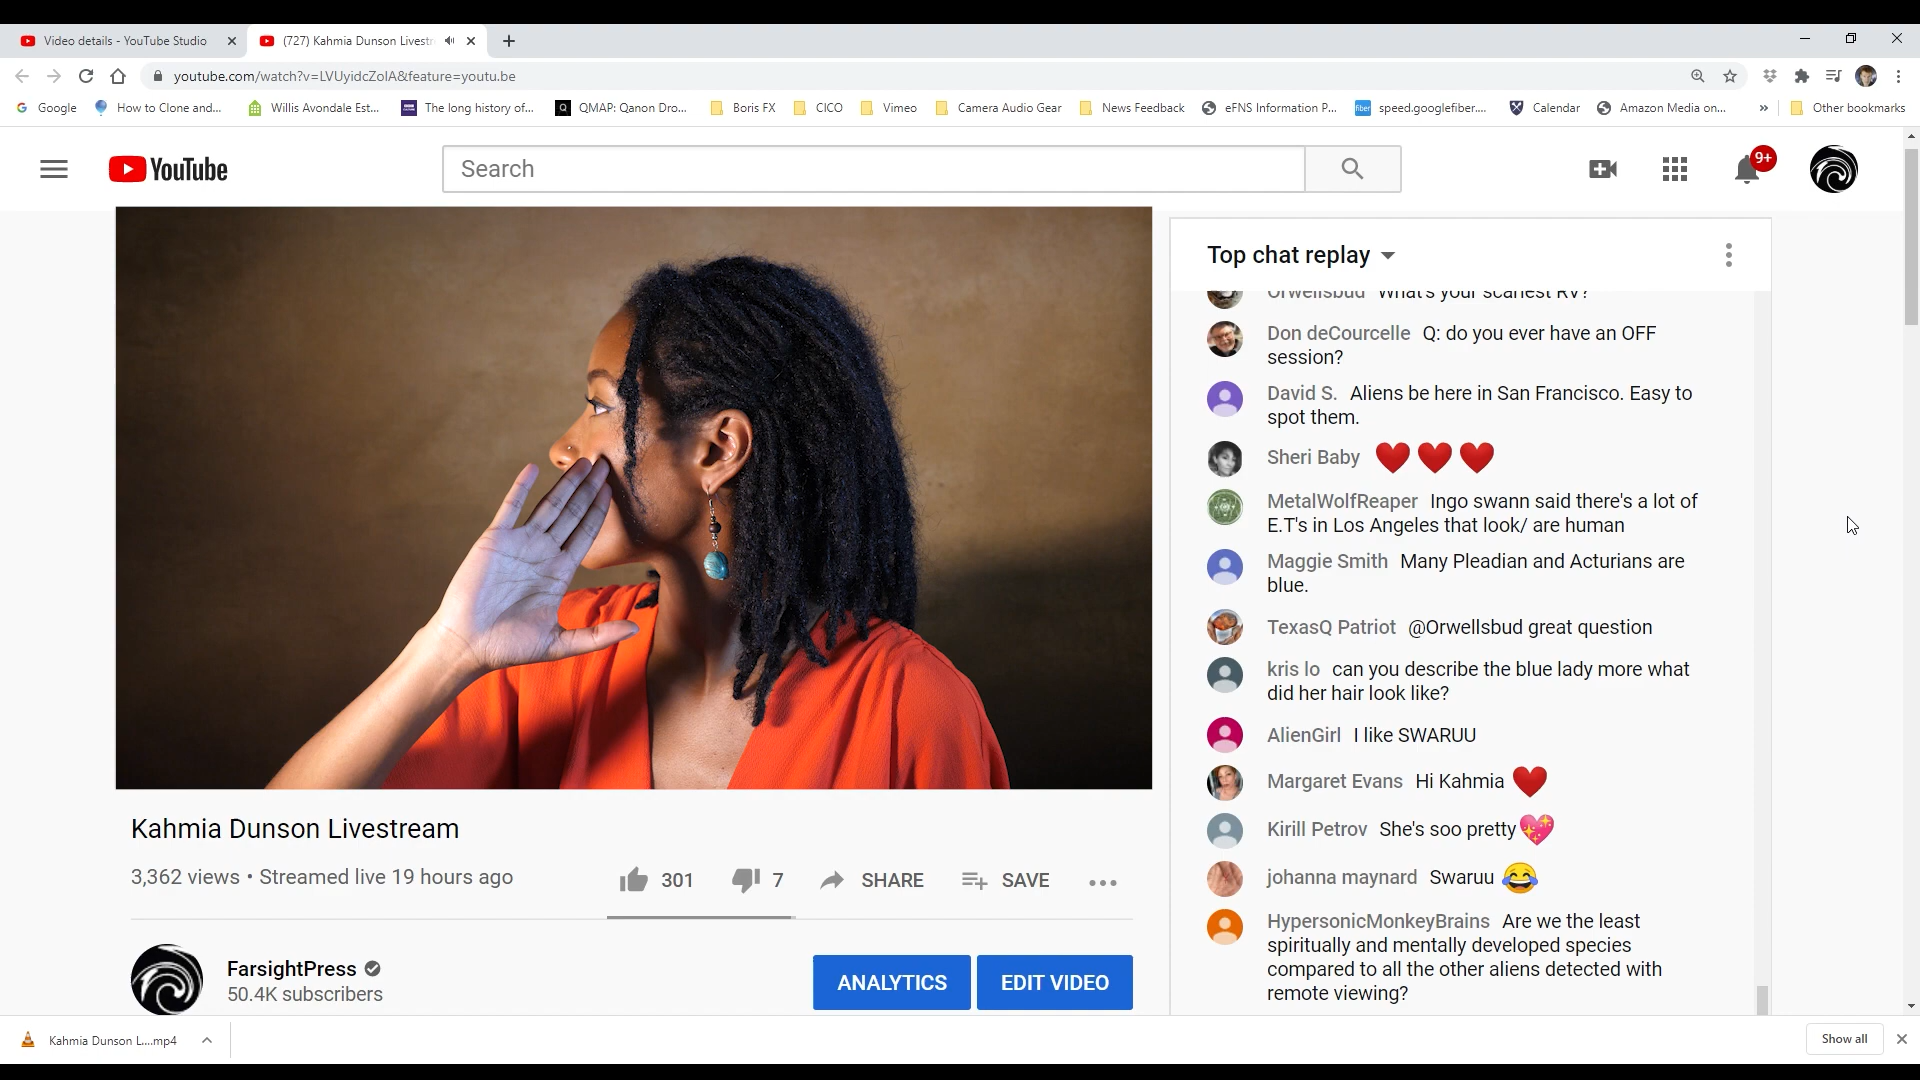 Video details - YouTube Studio
(727) Kahmia Dunson Livestr
youtube.com/watch?v=LVUyidcZoIA&feature=youtu.be
Google
How to Clone and...
Willis Avondale Est...
The long history of...
QMAP: Qanon Dro...
Boris FX
CICO
Vimeo
Camera Audio Gear
News Feedback
eFNS Information P...
fiber
speed.googlefiber....
Calendar
Amazon Media on...
»
Other bookmarks
YouTube
Search
9+
Top chat replay
Orwellsbud What's your scariest RV?
Don deCourcelle Q: do you ever have an OFF
session?
David S. Aliens be here in San Francisco. Easy to
spot them.
Sheri Baby ❤️❤️❤️
MetalWolfReaper Ingo swann said there's a lot of
E.T's in Los Angeles that look/ are human
Maggie Smith Many Pleadian and Acturians are
blue.
TexasQ Patriot @Orwellsbud great question
kris lo can you describe the blue lady more what
did her hair look like?
AlienGirl I like SWARUU
Margaret Evans Hi Kahmia ❤️
Kirill Petrov She's soo pretty 💖
johanna maynard Swaruu 😂
HypersonicMonkeyBrains Are we the least
spiritually and mentally developed species
compared to all the other aliens detected with
remote viewing?
Kahmia Dunson Livestream
3,362 views • Streamed live 19 hours ago
301
7
SHARE
SAVE
FarsightPress
50.4K subscribers
ANALYTICS
EDIT VIDEO
Kahmia Dunson L....mp4
Show all